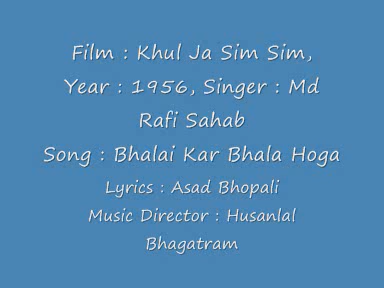 Film : Khul Ja Sim Sim,
Year : 1956, Singer : Md
Rafi Sahab
Song : Bhalai Kar Bhala Hoga
Lyrics : Asad Bhopali
Music Director : Husanlal
Bhagatram